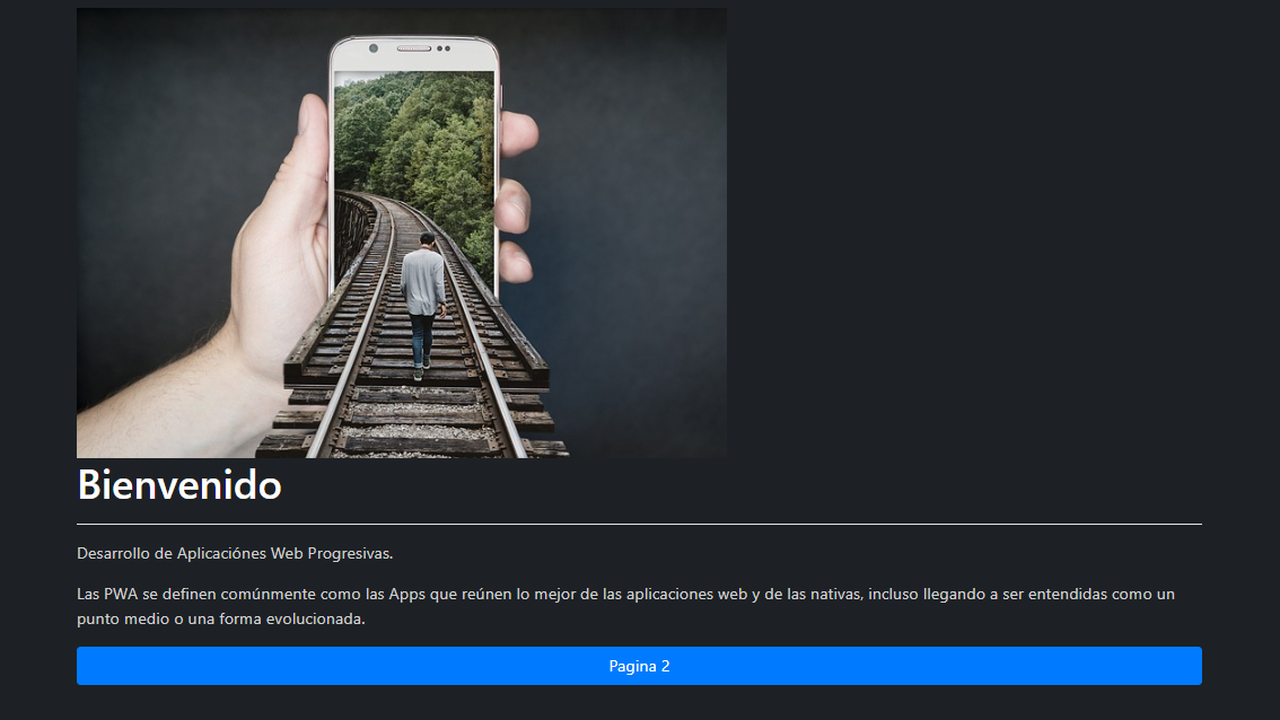 Bienvenido
Desarrollo de Aplicaciónes Web Progresivas.
Las PWA se definen comúnmente como las Apps que reúnen lo mejor de las aplicaciones web y de las nativas, incluso llegando a ser entendidas como un
punto medio o una forma evolucionada.
Pagina 2